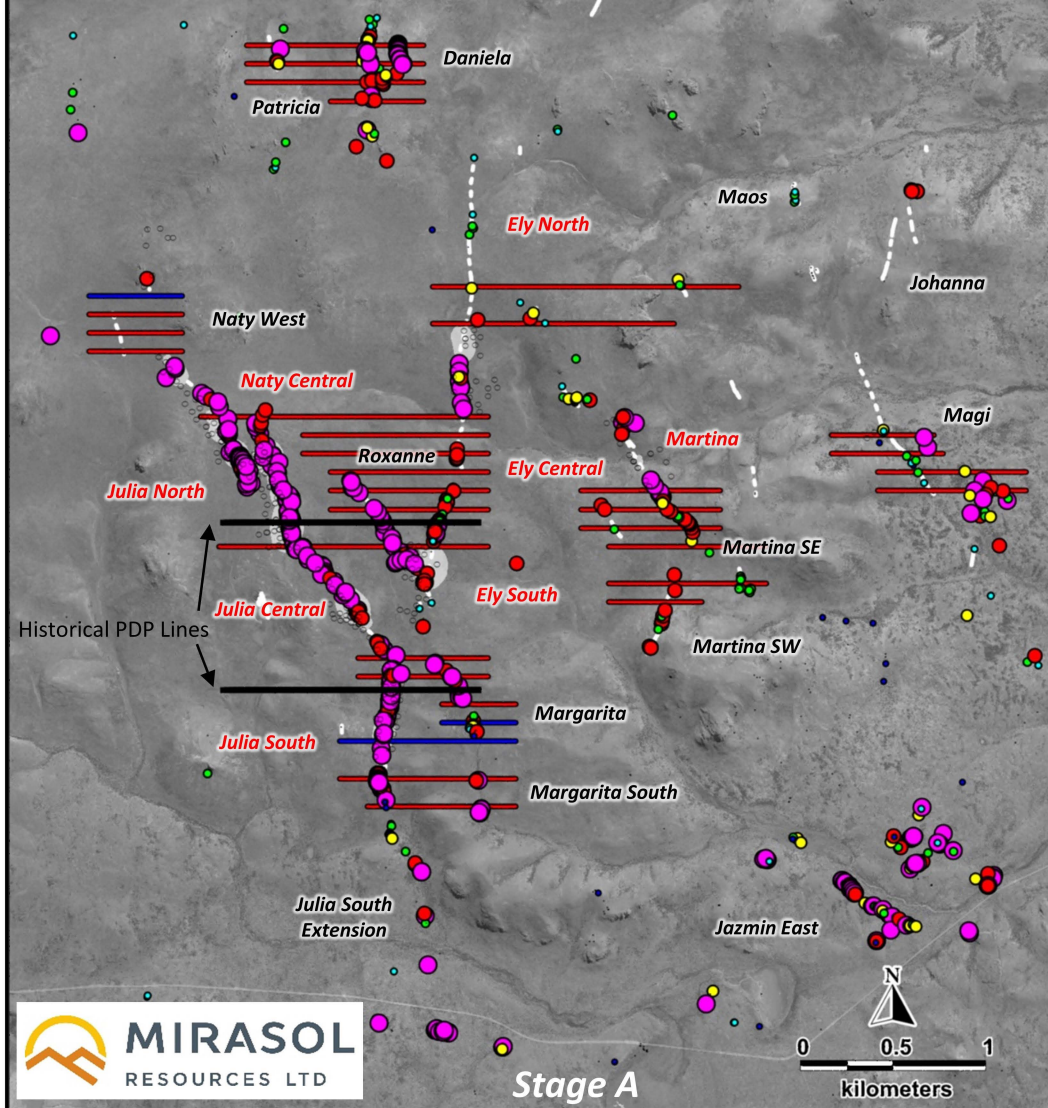 Daniela
Patricia
Maos
Ely North
Johanna
Naty West
Naty Central
Magi
Martina
Roxanne
Ely Central
Julia North
Martina SE
Ely South
Julia Central
Historical PDP Lines
Martina SW
Margarita
Julia South
Margarita South
Julia South
Extension
Jazmin East
N
0 0.5 1
kilometers
MIRASOL
RESOURCES LTD
Stage A